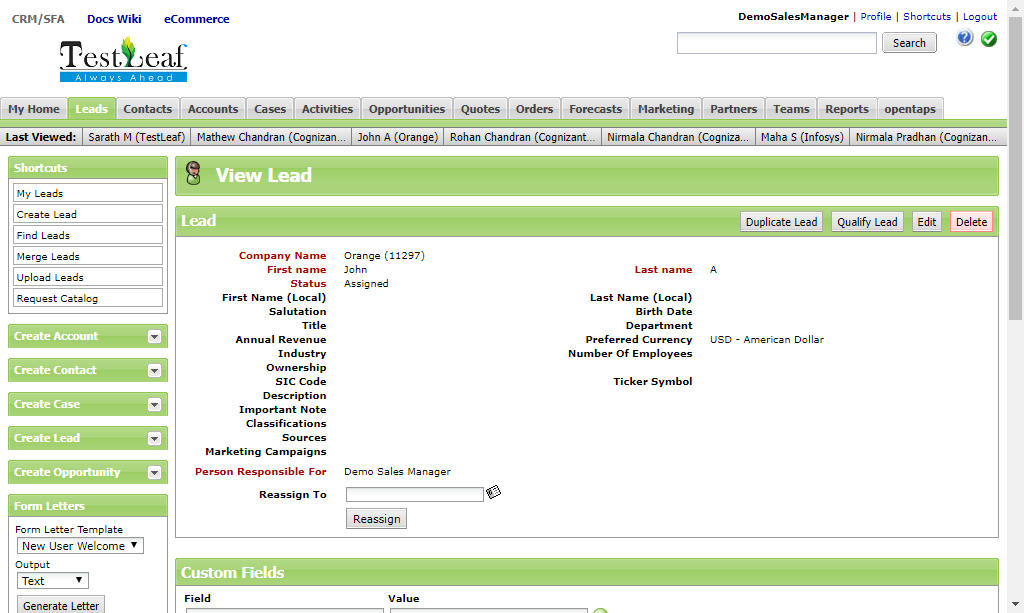 CRM/SFA Docs Wiki eCommerce
DemoSalesManager | Profile | Shortcuts | Logout
TestLeaf
Always Ahead
Search
My Home Leads Contacts Accounts Cases Activities Opportunities Quotes Orders Forecasts Marketing Partners Teams Reports opentaps
Last Viewed: Sarath M (TestLeaf) Mathew Chandran (Cognizan... John A (Orange) Rohan Chandran (Cognizant... Nirmala Chandran (Cogniza... Maha S (Infosys) Nirmala Pradhan (Cognizan...
Shortcuts
My Leads
Create Lead
Find Leads
Merge Leads
Upload Leads
Request Catalog
Create Account
Create Contact
Create Case
Create Lead
Create Opportunity
Form Letters
Form Letter Template
New User Welcome
Output
Text
Generate Letter
View Lead
Lead Duplicate Lead Qualify Lead Edit Delete
Company Name Orange (11297)
First name John Last name A
Status Assigned
First Name (Local) Last Name (Local)
Salutation Birth Date
Title Department
Annual Revenue Preferred Currency USD - American Dollar
Industry Number Of Employees
Ownership
SIC Code Ticker Symbol
Description
Important Note
Classifications
Sources
Marketing Campaigns
Person Responsible For Demo Sales Manager
Reassign To
Reassign
Custom Fields
Field Value